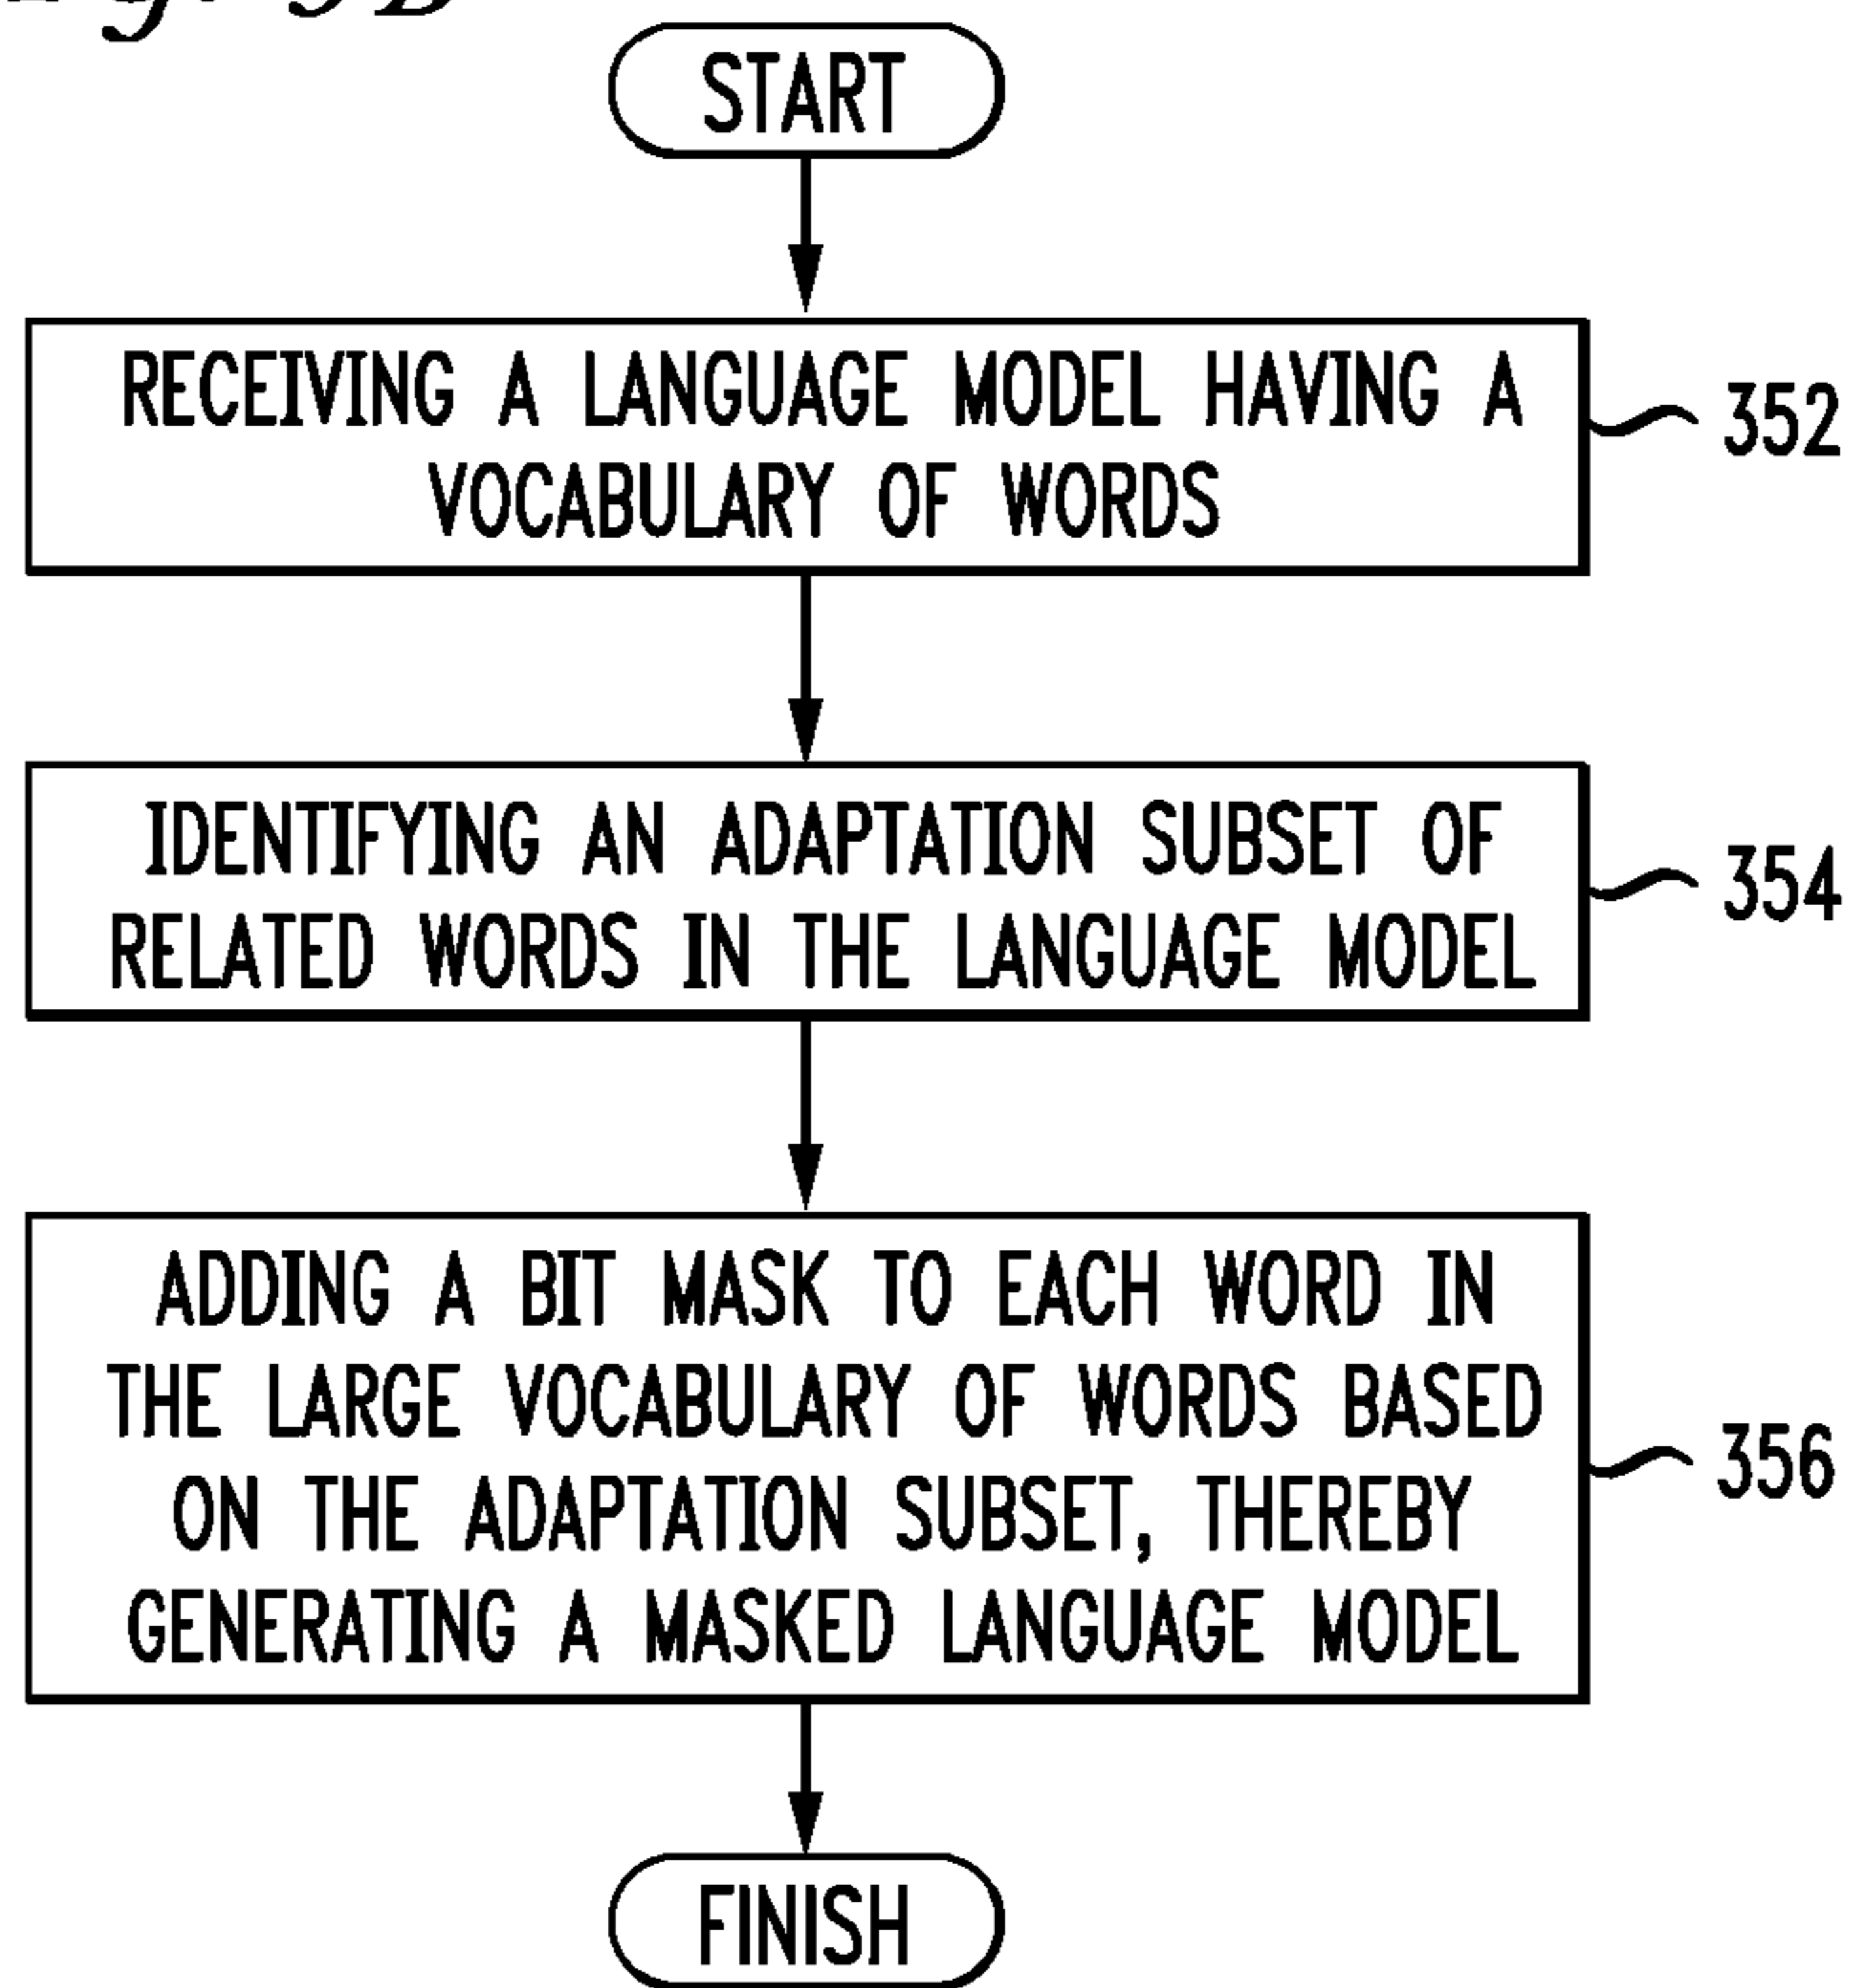 START
RECEIVING A LANGUAGE MODEL HAVING A
VOCABULARY OF WORDS
352
IDENTIFYING AN ADAPTATION SUBSET OF
RELATED WORDS IN THE LANGUAGE MODEL
354
ADDING A BIT MASK TO EACH WORD IN
THE LARGE VOCABULARY OF WORDS BASED
ON THE ADAPTATION SUBSET, THEREBY
GENERATING A MASKED LANGUAGE MODEL
356
FINISH